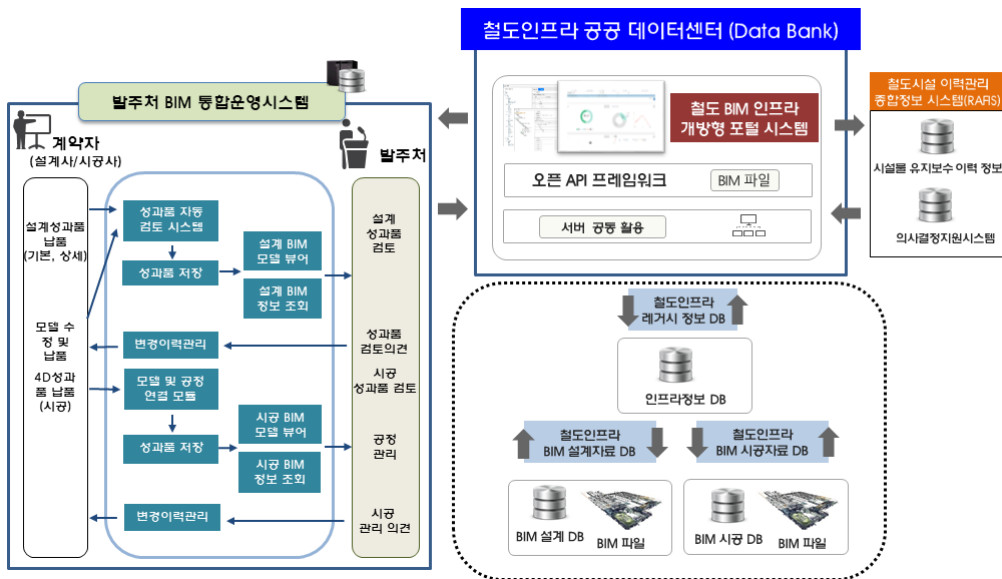 철도인프라 공공 데이터센터 (Data Bank)
발주처 BIM 통합운영시스템
계약자
(설계사/시공사)
발주처
설계성과품
납품
(기본, 상세)
모델 수
정 및
납품
4D성과
품 납품
(시공)
성과품 자동
검토 시스템
성과품 저장
설계 BIM
모델 뷰어
설계 BIM
정보 조회
변경이력관리
모델 및 공정
연결 모듈
성과품 저장
시공 BIM
모델 뷰어
시공 BIM
정보 조회
변경이력관리
설계
성과품
검토
성과품
검토의견
시공
성과품 검토
공정
관리
시공
관리 의견
철도 BIM 인프라
개방형 포털 시스템
오픈 API 프레임워크
BIM 파일
서버 공동 활용
철도시설 이력관리
종합정보 시스템(RAFIS)
시설물 유지보수 이력 정보
의사결정지원시스템
철도인프라
레거시 정보 DB
인프라정보 DB
철도인프라
BIM 설계자료 DB
철도인프라
BIM 시공자료 DB
BIM 설계 DB
BIM 파일
BIM 시공 DB
BIM 파일